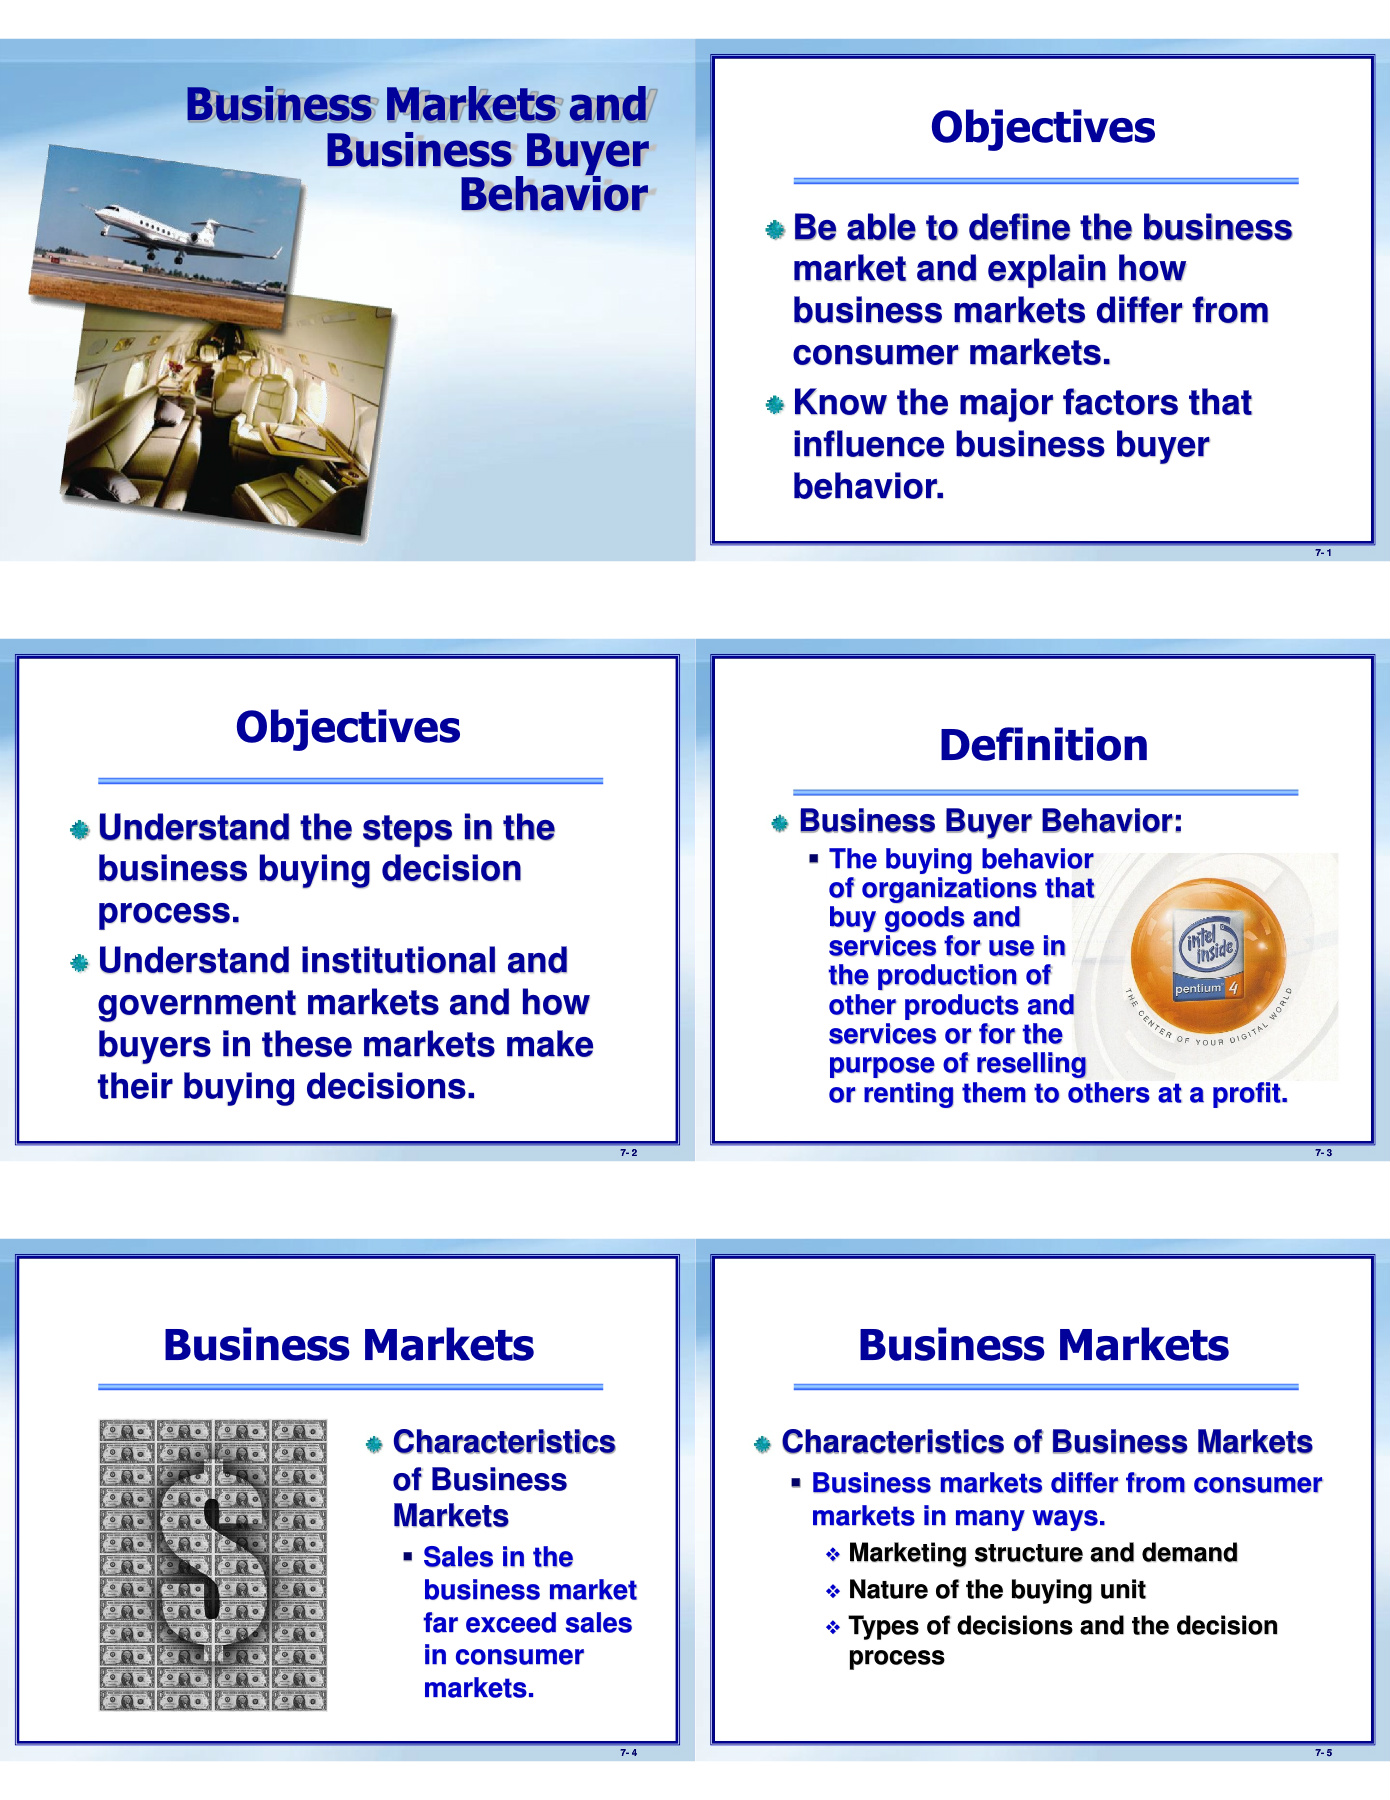 Business Markets and
Business Buyer
Behavior
Objectives
Be able to define the business
market and explain how
business markets differ from
consumer markets.
Know the major factors that
influence business buyer
behavior.
7- 1
Objectives
Understand the steps in the
business buying decision
process.
Understand institutional and
government markets and how
buyers in these markets make
their buying decisions.
7- 2
Definition
Business Buyer Behavior:
The buying behavior
of organizations that
buy goods and
services for use in
the production of
other products and
services or for the
purpose of reselling
or renting them to others at a profit.
intel
inside
pentium 4
THE CENTER OF YOUR DIGITAL WORLD
7- 3
Business Markets
Characteristics
of Business
Markets
Sales in the
business market
far exceed sales
in consumer
markets.
7- 4
Business Markets
Characteristics of Business Markets
Business markets differ from consumer
markets in many ways.
Marketing structure and demand
Nature of the buying unit
Types of decisions and the decision
process
7- 5